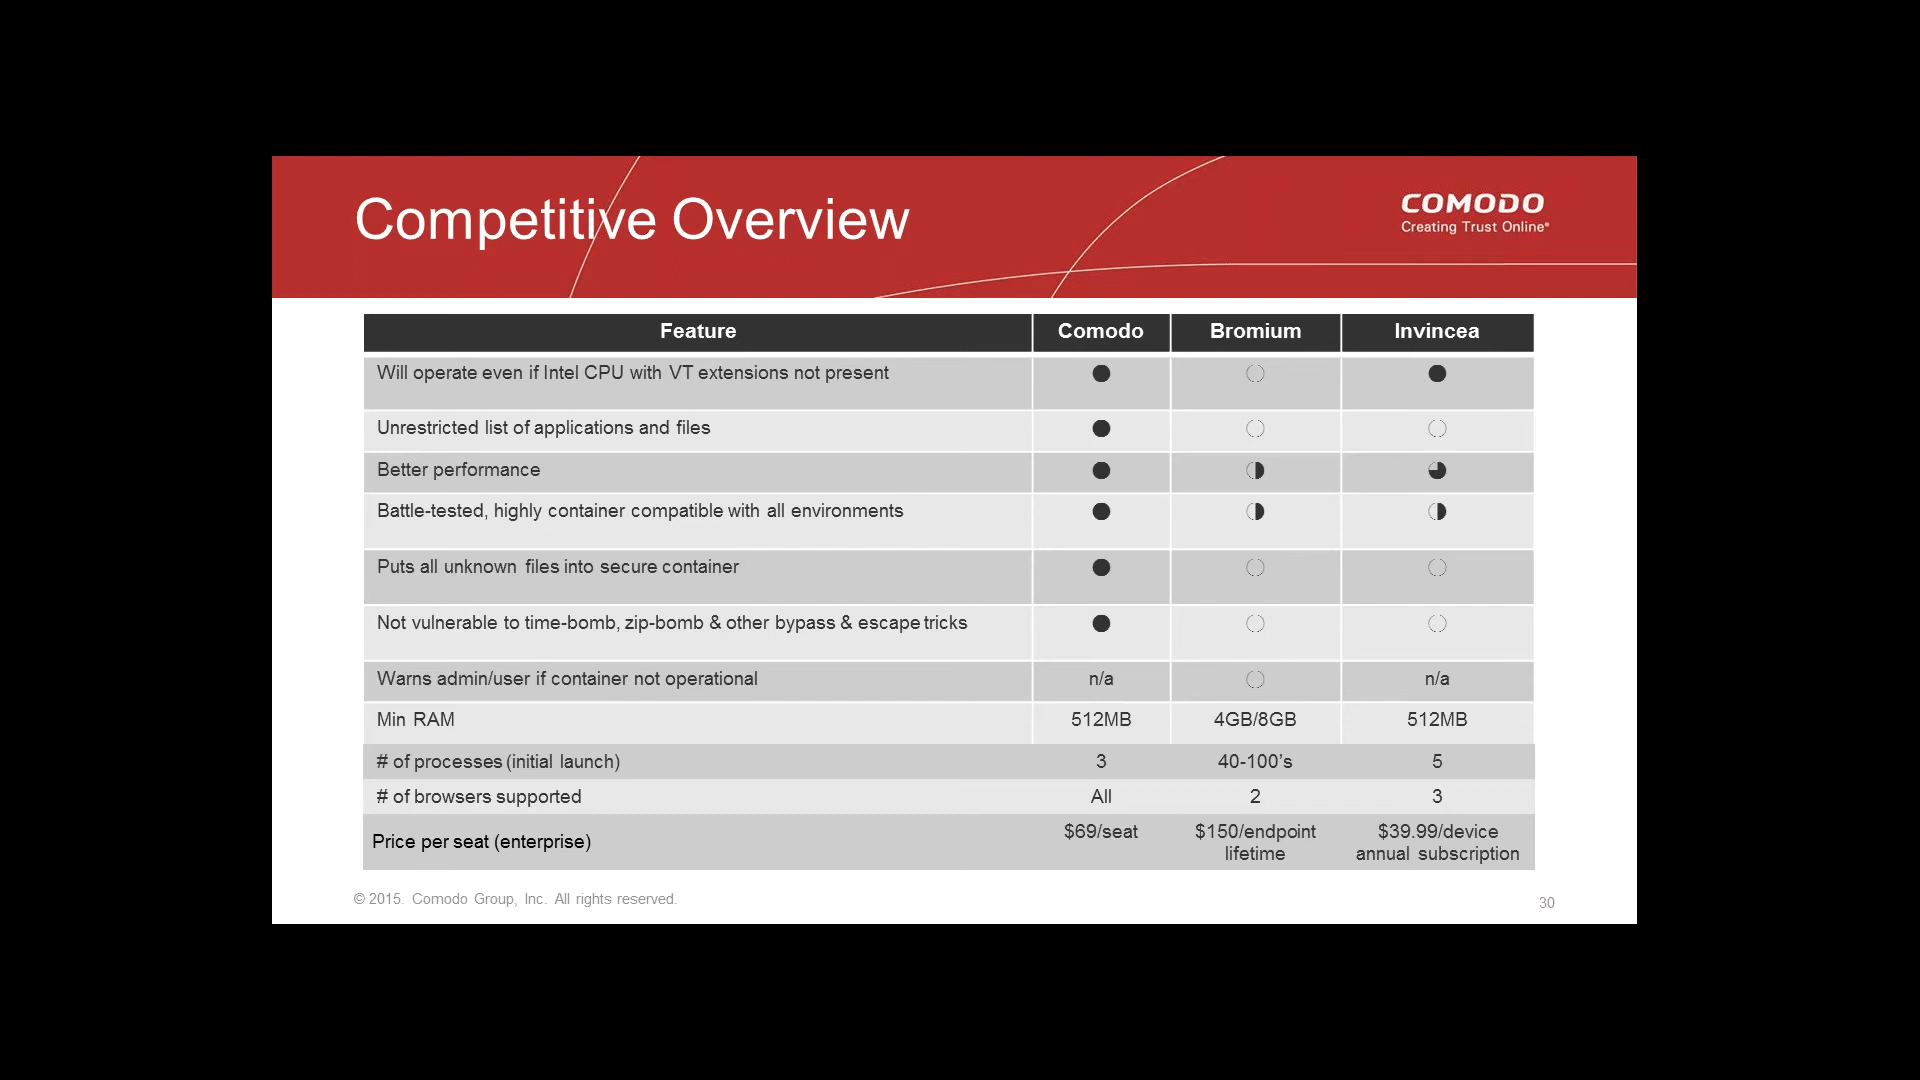 Competitive Overview
COMODO
Creating Trust Online®
Feature Comodo Bromium Invincea
Will operate even if Intel CPU with VT extensions not present ● ○ ●
Unrestricted list of applications and files ● ○ ○
Better performance ● ◑ ◕
Battle-tested, highly container compatible with all environments ● ◑ ◑
Puts all unknown files into secure container ● ○ ○
Not vulnerable to time-bomb, zip-bomb & other bypass & escape tricks ● ○ ○
Warns admin/user if container not operational n/a ○ n/a
Min RAM 512MB 4GB/8GB 512MB
# of processes (initial launch) 3 40-100’s 5
# of browsers supported All 2 3
Price per seat (enterprise) $69/seat $150/endpoint lifetime $39.99/device annual subscription
© 2015. Comodo Group, Inc. All rights reserved.
30